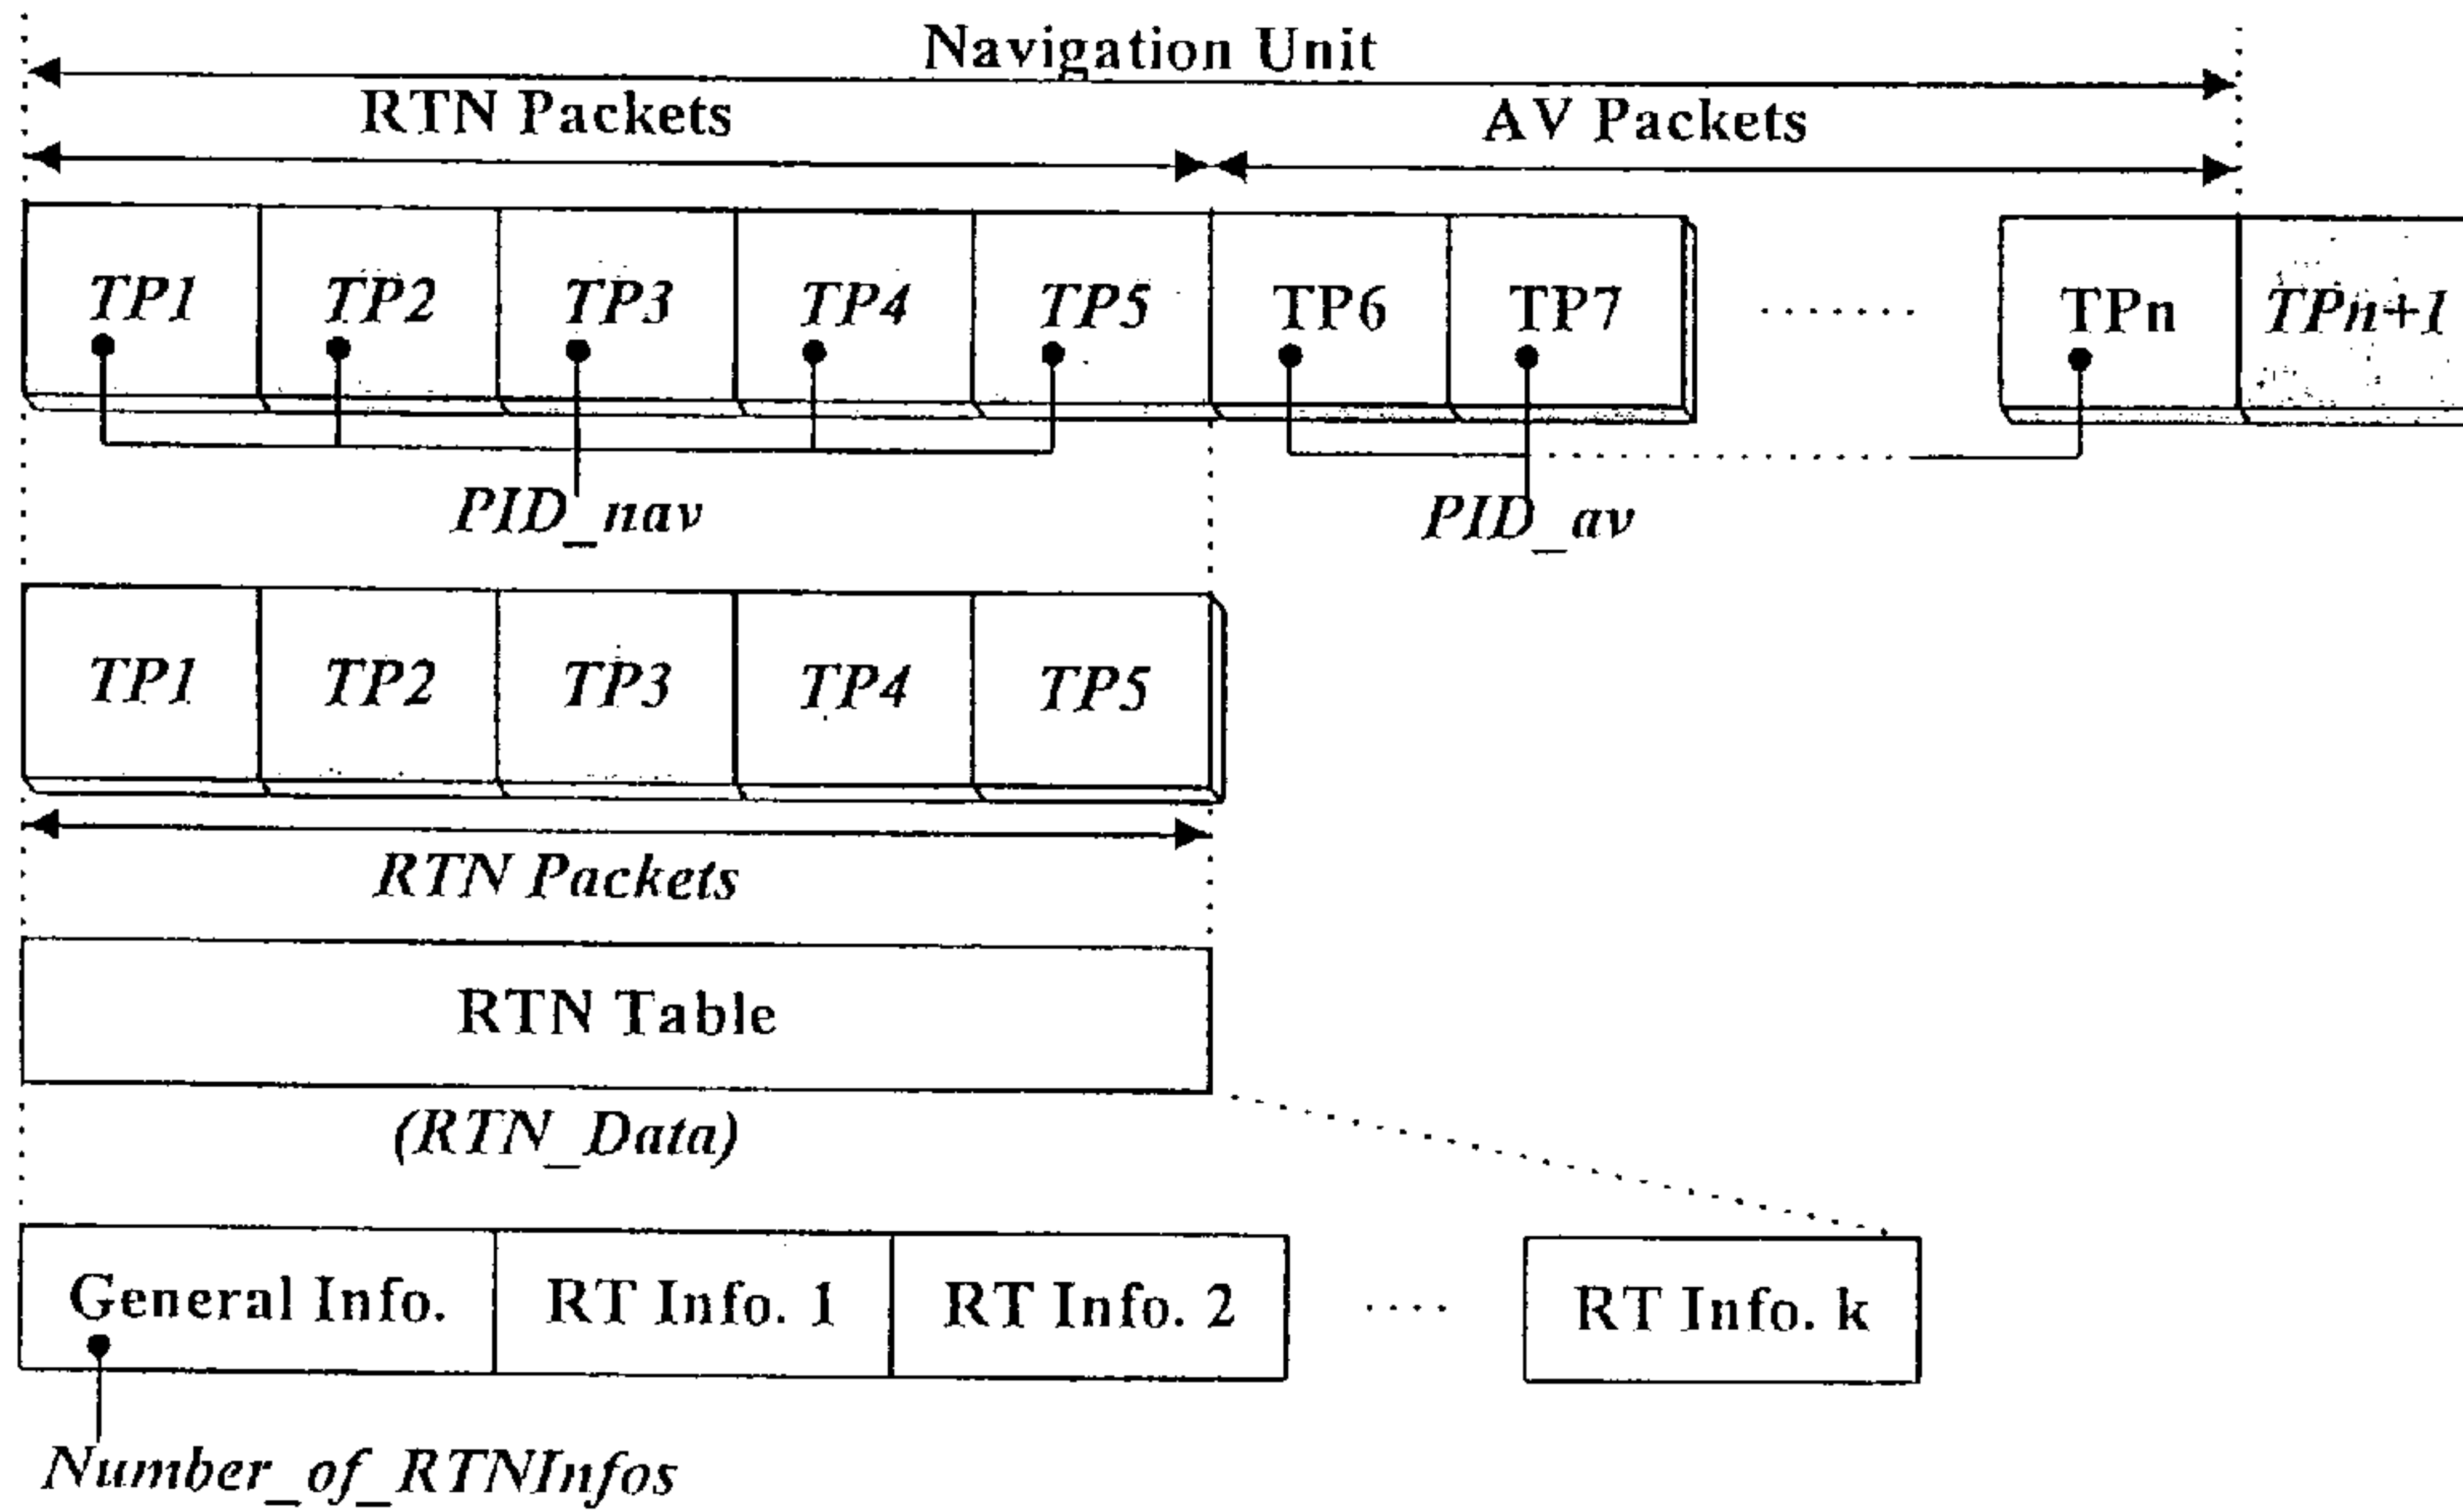 Navigation Unit
RTN Packets AV Packets
TP1 TP2 TP3 TP4 TP5 TP6 TP7 ....... TPn TPn+1
PID_nav PID_av
TP1 TP2 TP3 TP4 TP5
RTN Packets
RTN Table
(RTN_Data)
General Info. RT Info. 1 RT Info. 2 .... RT Info. k
Number_of_RTNInfos